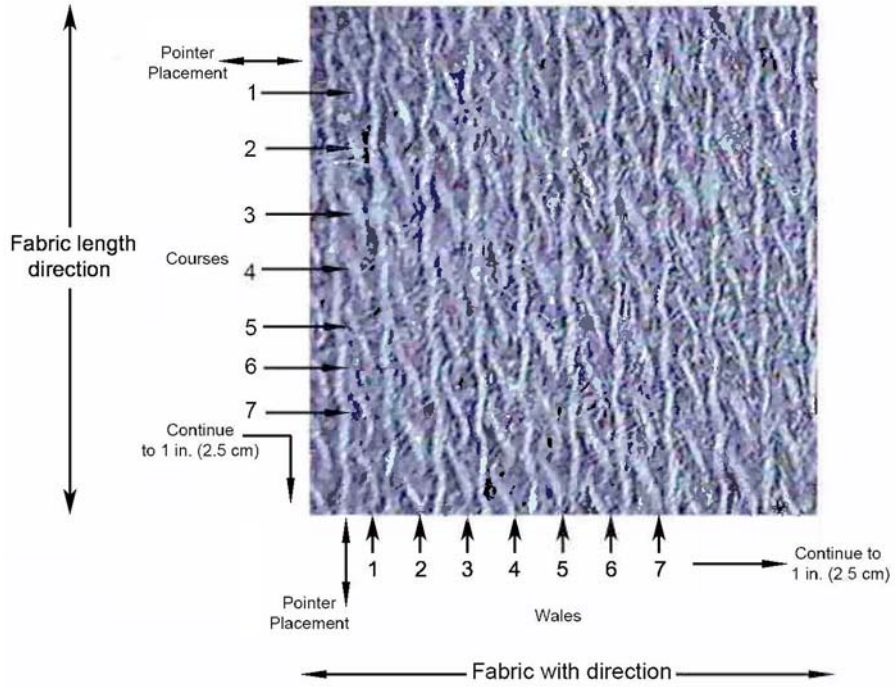 Pointer
Placement
1
2
3
Fabric length
direction
Courses
4
5
6
7
Continue
to 1 in. (2.5 cm)
1 2 3 4 5 6 7
Continue to
1 in. (2 5 cm)
Pointer
Placement
Wales
Fabric with direction